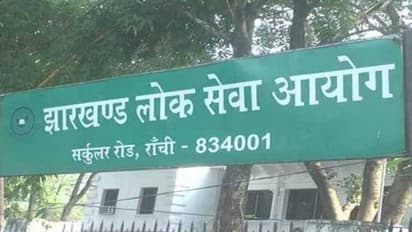 झारखण्ड लोक सेवा आयोग
सर्कुलर रोड, राँची - 834001